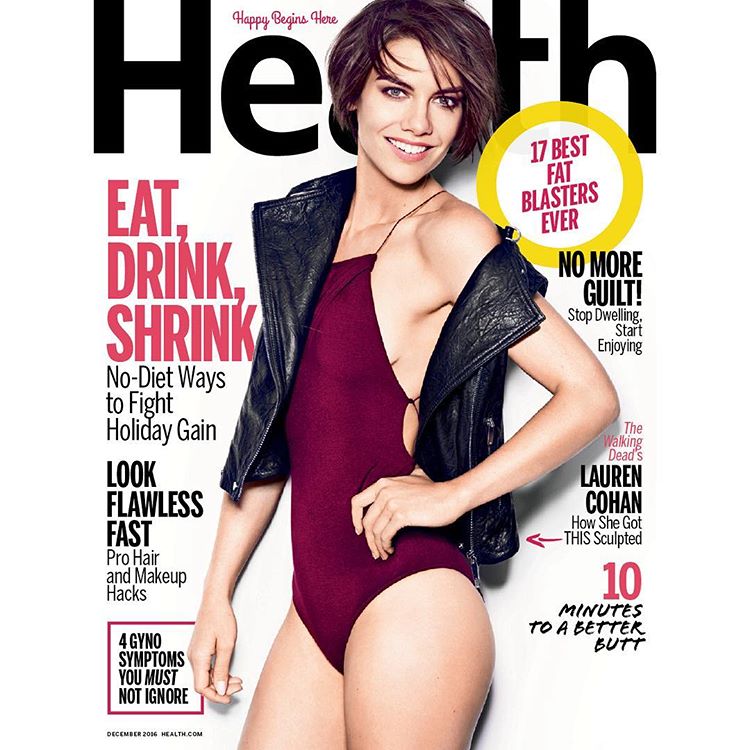 Happy Begins Here
Health
17 BEST
FAT
BLASTERS
EVER
EAT,
DRINK,
SHRINK
No-Diet Ways
to Fight
Holiday Gain
NO MORE
GUILT!
Stop Dwelling,
Start
Enjoying
LOOK
FLAWLESS
FAST
Pro Hair
and Makeup
Hacks
The
Walking
Dead's
LAUREN
COHAN
How She Got
THIS Sculpted
10
MINUTES
TO A BETTER
BUTT
4 GYNO
SYMPTOMS
YOU MUST
NOT IGNORE
DECEMBER 2016 HEALTH.COM